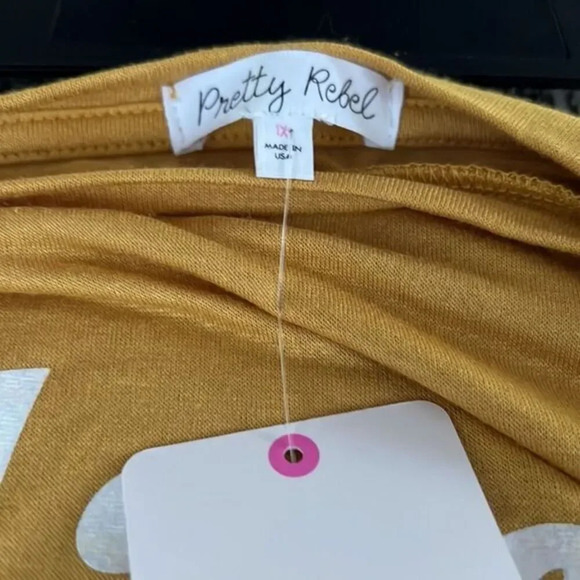 Pretty Rebel
1X
MADE IN
USA